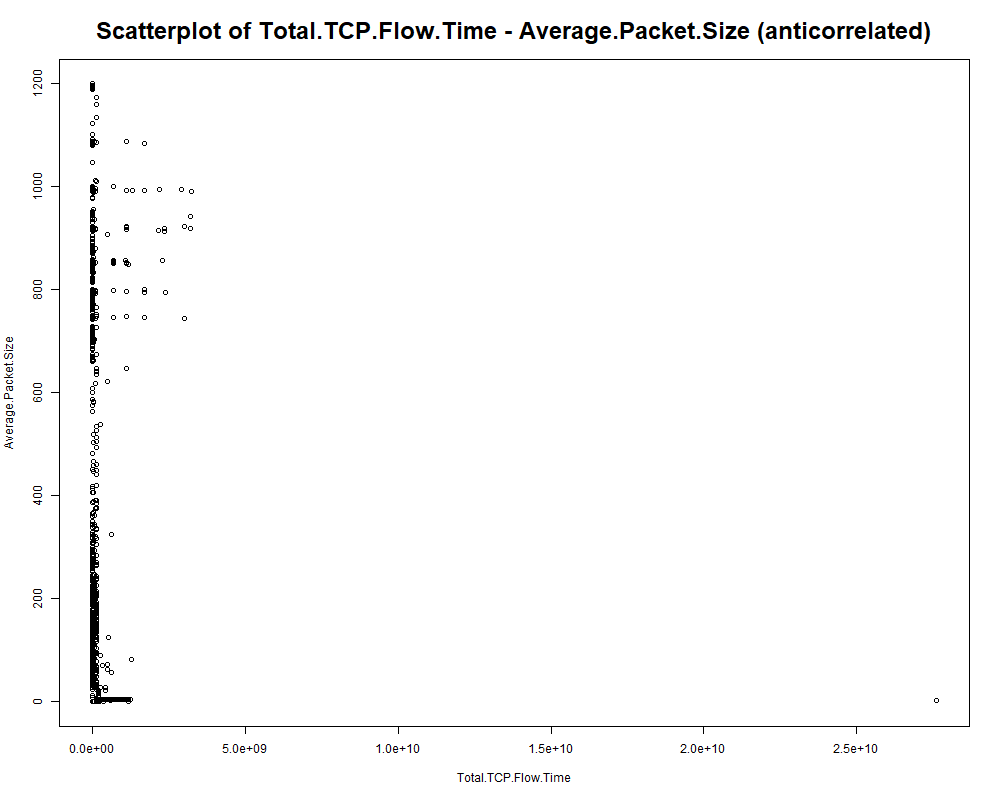 Scatterplot of Total.TCP.Flow.Time - Average.Packet.Size (anticorrelated)
1200
1000
800
600
400
200
0
Average.Packet.Size
0.0e+00 5.0e+09 1.0e+10 1.5e+10 2.0e+10 2.5e+10
Total.TCP.Flow.Time